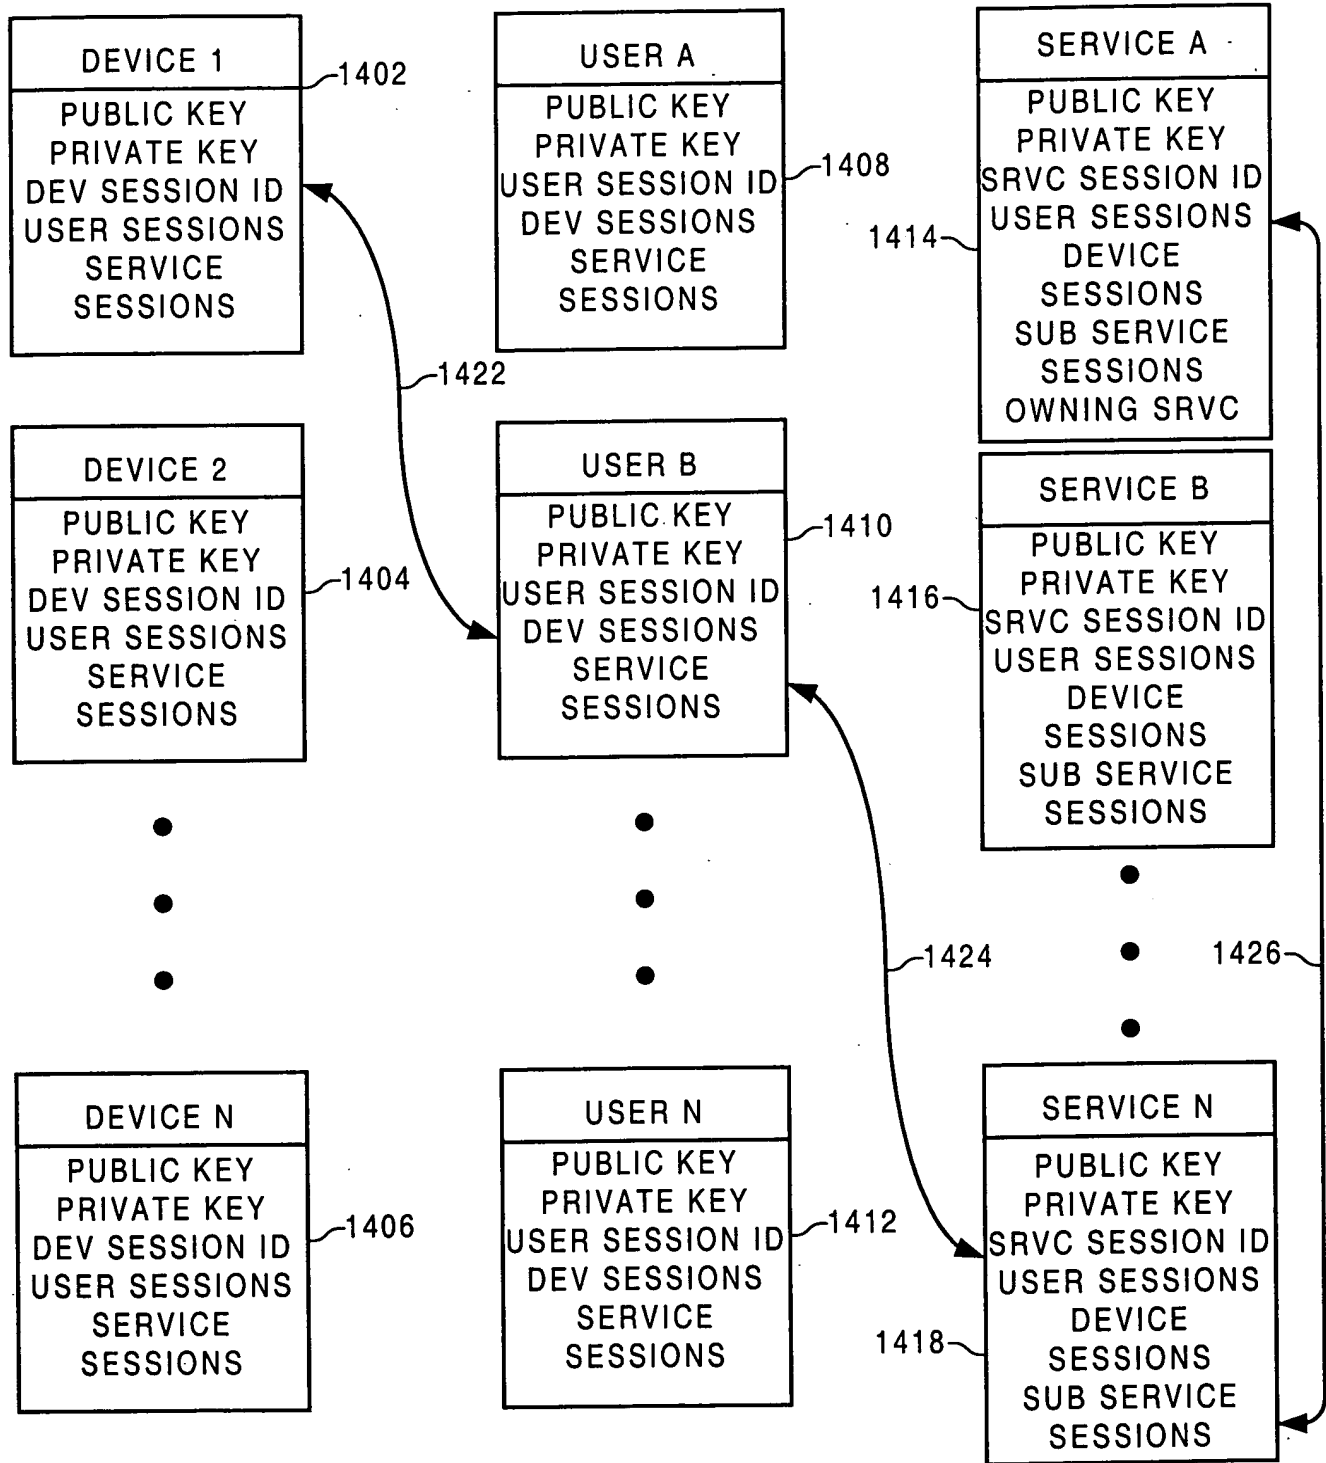 DEVICE 1
1402
PUBLIC KEY
PRIVATE KEY
DEV SESSION ID
USER SESSIONS
SERVICE
SESSIONS
USER A
PUBLIC KEY
PRIVATE KEY
USER SESSION ID
DEV SESSIONS
SERVICE
SESSIONS
1408
SERVICE A
PUBLIC KEY
PRIVATE KEY
SRVC SESSION ID
USER SESSIONS
DEVICE
SESSIONS
SUB SERVICE
SESSIONS
OWNING SRVC
1414
1422
DEVICE 2
PUBLIC KEY
PRIVATE KEY
DEV SESSION ID
USER SESSIONS
SERVICE
SESSIONS
1404
USER B
PUBLIC KEY
PRIVATE KEY
USER SESSION ID
DEV SESSIONS
SERVICE
SESSIONS
1410
SERVICE B
PUBLIC KEY
PRIVATE KEY
SRVC SESSION ID
USER SESSIONS
DEVICE
SESSIONS
SUB SERVICE
SESSIONS
1416
1424
1426
DEVICE N
PUBLIC KEY
PRIVATE KEY
DEV SESSION ID
USER SESSIONS
SERVICE
SESSIONS
1406
USER N
PUBLIC KEY
PRIVATE KEY
USER SESSION ID
DEV SESSIONS
SERVICE
SESSIONS
1412
SERVICE N
PUBLIC KEY
PRIVATE KEY
SRVC SESSION ID
USER SESSIONS
DEVICE
SESSIONS
SUB SERVICE
SESSIONS
1418